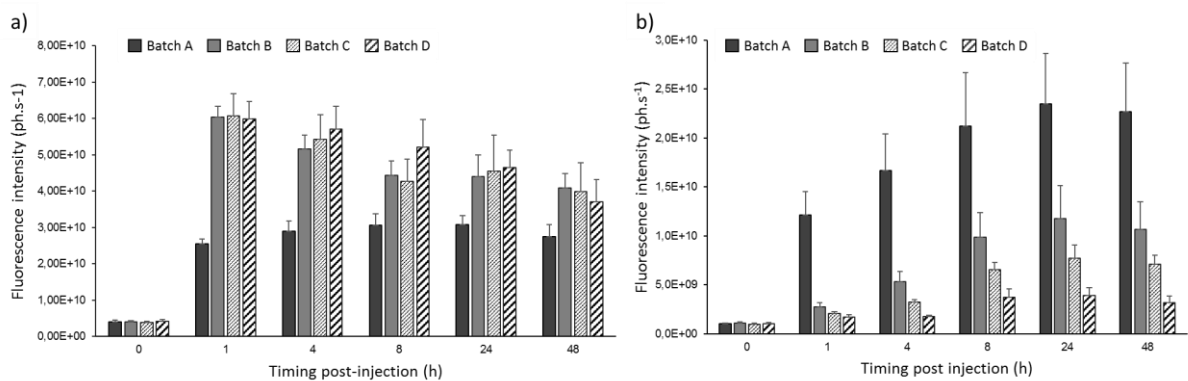 a)
8,00E+10
7,00E+10
6,00E+10
5,00E+10
4,00E+10
3,00E+10
2,00E+10
1,00E+10
0,00E+00
Fluorescence intensity (ph.s-1)
Batch A Batch B Batch C Batch D
0 1 4 8 24 48
Timing post-injection (h)
b)
3,0E+10
2,5E+10
2,0E+10
1,5E+10
1,0E+10
5,0E+09
0,0E+00
Fluorescence intensity (ph.s⁻¹)
Batch A Batch B Batch C Batch D
0 1 4 8 24 48
Timing post injection (h)